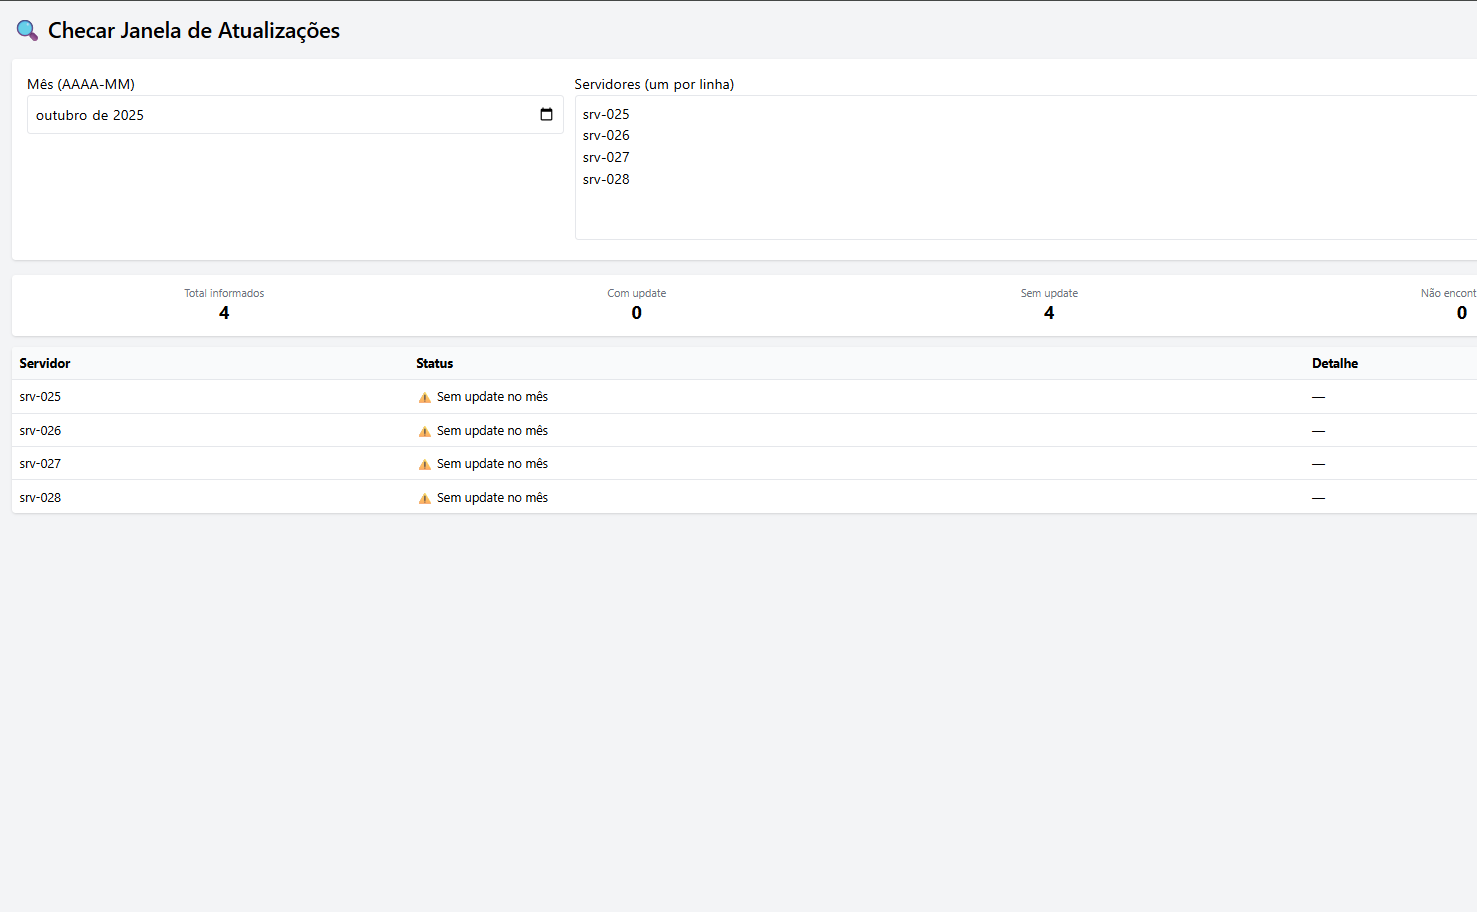 Checar Janela de Atualizações
Mês (AAAA-MM)
outubro de 2025
Servidores (um por linha)
srv-025
srv-026
srv-027
srv-028
Total informados
4
Com update
0
Sem update
4
Não encont
0
Servidor Status Detalhe
srv-025 Sem update no mês —
srv-026 Sem update no mês —
srv-027 Sem update no mês —
srv-028 Sem update no mês —